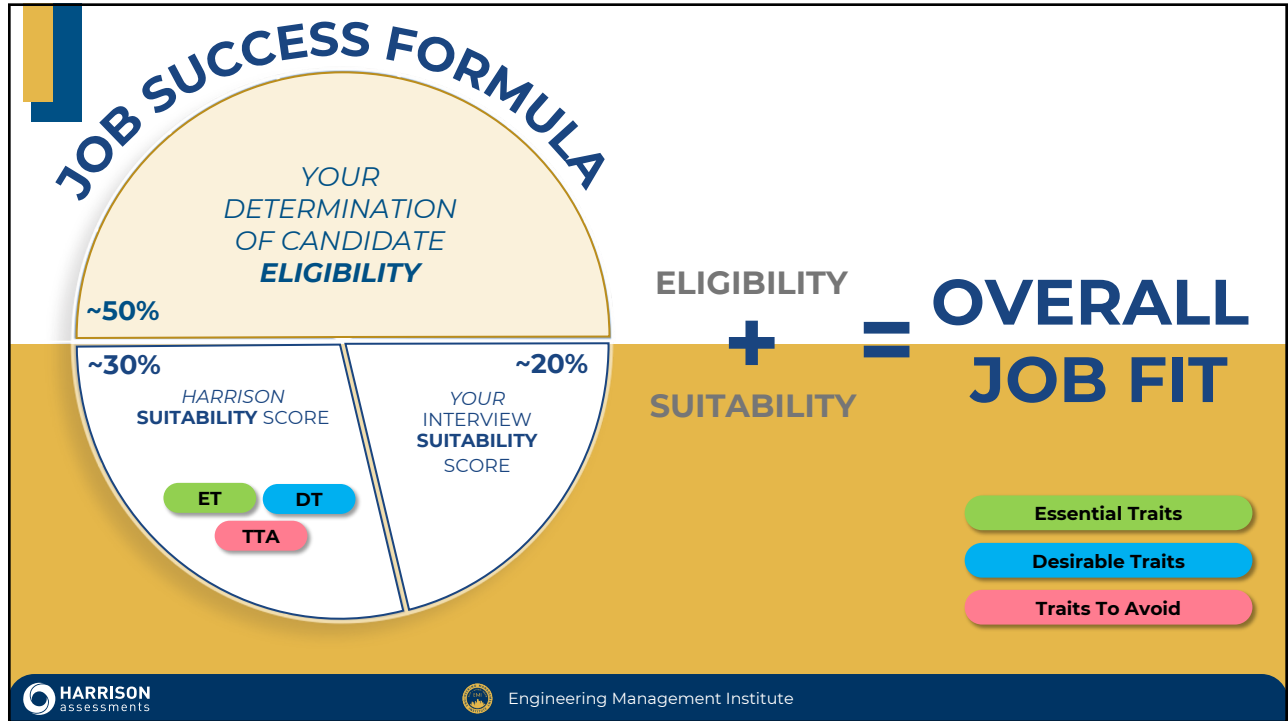 JOB SUCCESS FORMULA
YOUR
DETERMINATION
OF CANDIDATE
ELIGIBILITY
~50%
~30%
HARRISON
SUITABILITY SCORE
ET
DT
TTA
~20%
YOUR
INTERVIEW
SUITABILITY
SCORE
ELIGIBILITY
+
SUITABILITY
=
OVERALL
JOB FIT
Essential Traits
Desirable Traits
Traits To Avoid
HARRISON
assessments
EMI
Engineering Management Institute